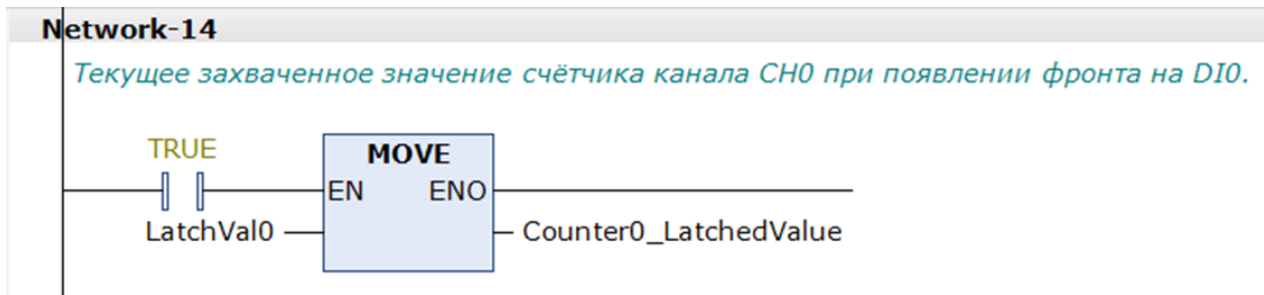 Network-14
Текущее захваченное значение счётчика канала CH0 при появлении фронта на DI0.
TRUE
MOVE
EN ENO
LatchVal0 Counter0_LatchedValue